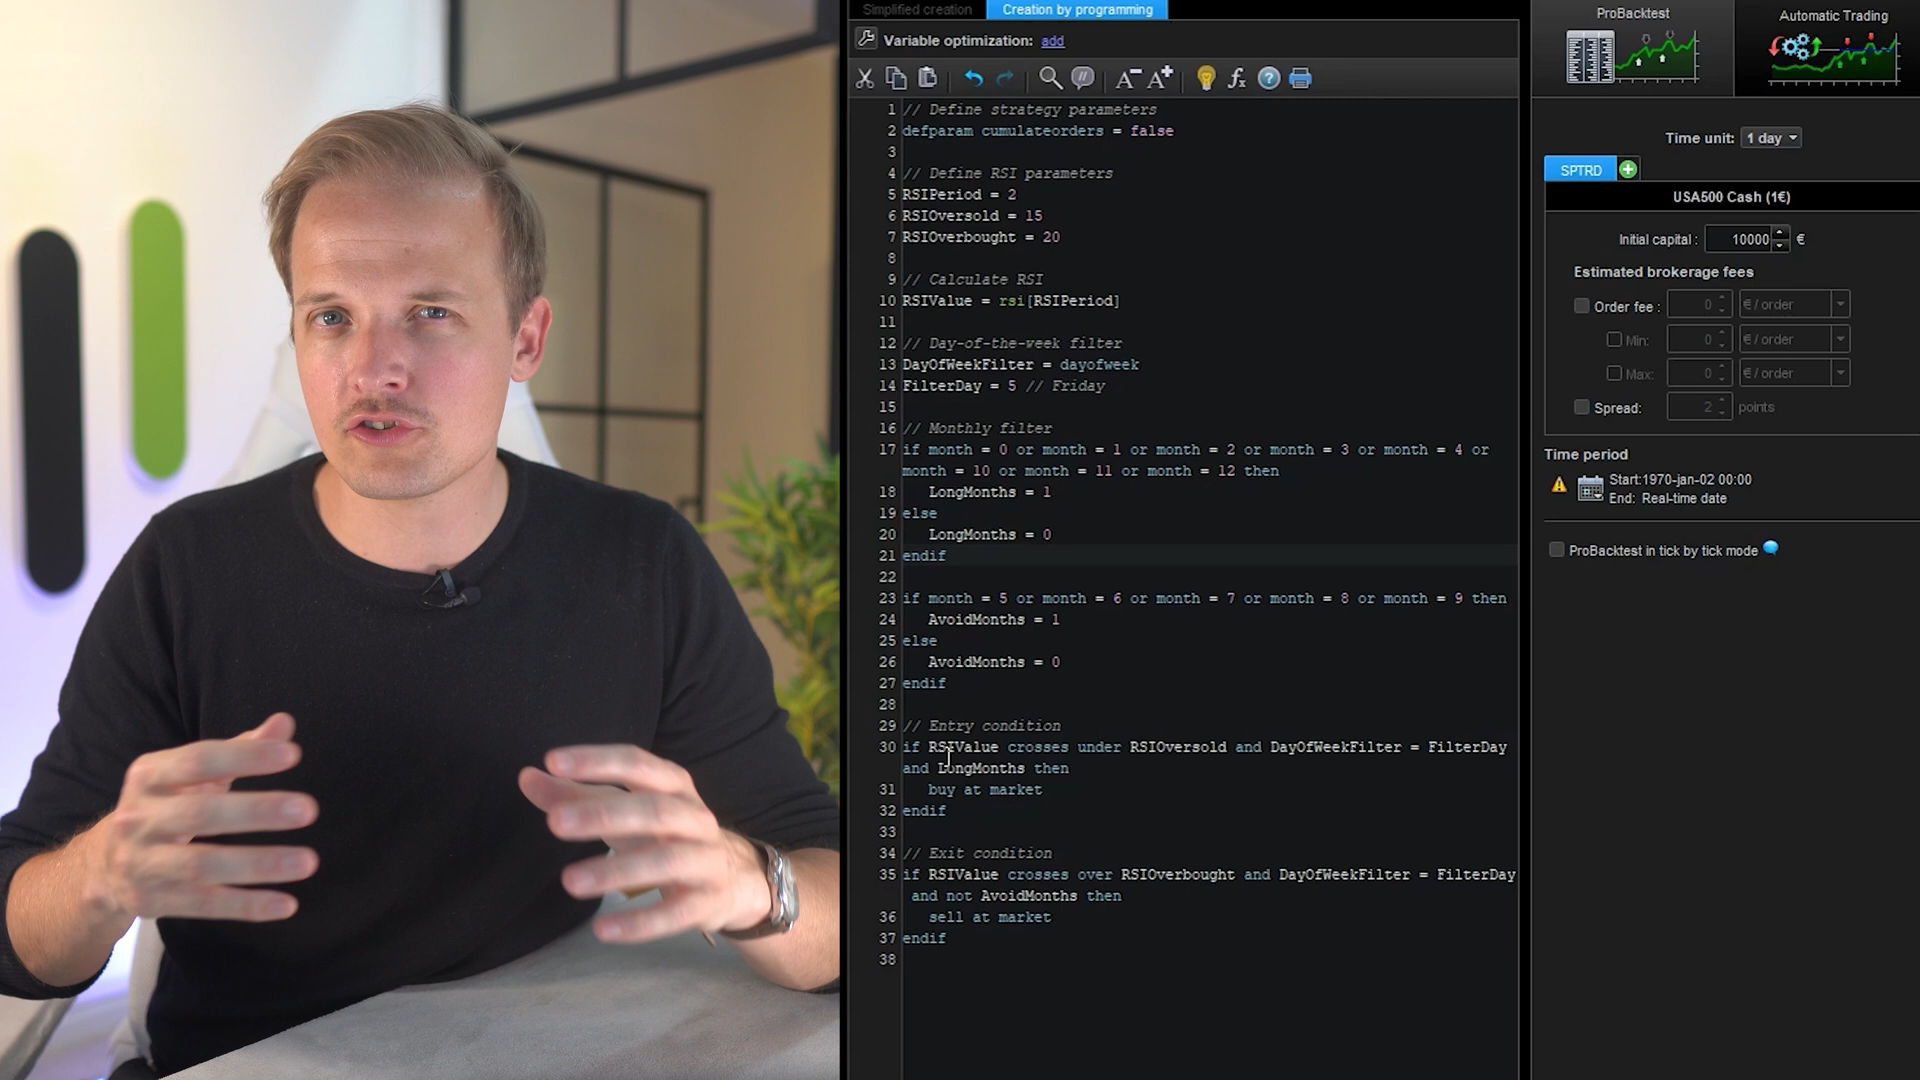 Simplified creation
Creation by programming
Variable optimization: add
1 // Define strategy parameters
2 defparam cumulateorders = false
3
4 // Define RSI parameters
5 RSIPeriod = 2
6 RSIOversold = 15
7 RSIOverbought = 20
8
9 // Calculate RSI
10 RSIValue = rsi[RSIPeriod]
11
12 // Day-of-the-week filter
13 DayOfWeekFilter = dayofweek
14 FilterDay = 5 // Friday
15
16 // Monthly filter
17 if month = 0 or month = 1 or month = 2 or month = 3 or month = 4 or
month = 10 or month = 11 or month = 12 then
18 LongMonths = 1
19 else
20 LongMonths = 0
21 endif
22
23 if month = 5 or month = 6 or month = 7 or month = 8 or month = 9 then
24 AvoidMonths = 1
25 else
26 AvoidMonths = 0
27 endif
28
29 // Entry condition
30 if RSIValue crosses under RSIOversold and DayOfWeekFilter = FilterDay
and LongMonths then
31 buy at market
32 endif
33
34 // Exit condition
35 if RSIValue crosses over RSIOverbought and DayOfWeekFilter = FilterDay
and not AvoidMonths then
36 sell at market
37 endif
38
ProBacktest
Automatic Trading
Time unit: 1 day
SPTRD
USA500 Cash (1€)
Initial capital : 10000 €
Estimated brokerage fees
Order fee : 0 € / order
Min: 0 € / order
Max: 0 € / order
Spread: 2 points
Time period
Start:1970-jan-02 00:00
End: Real-time date
ProBacktest in tick by tick mode